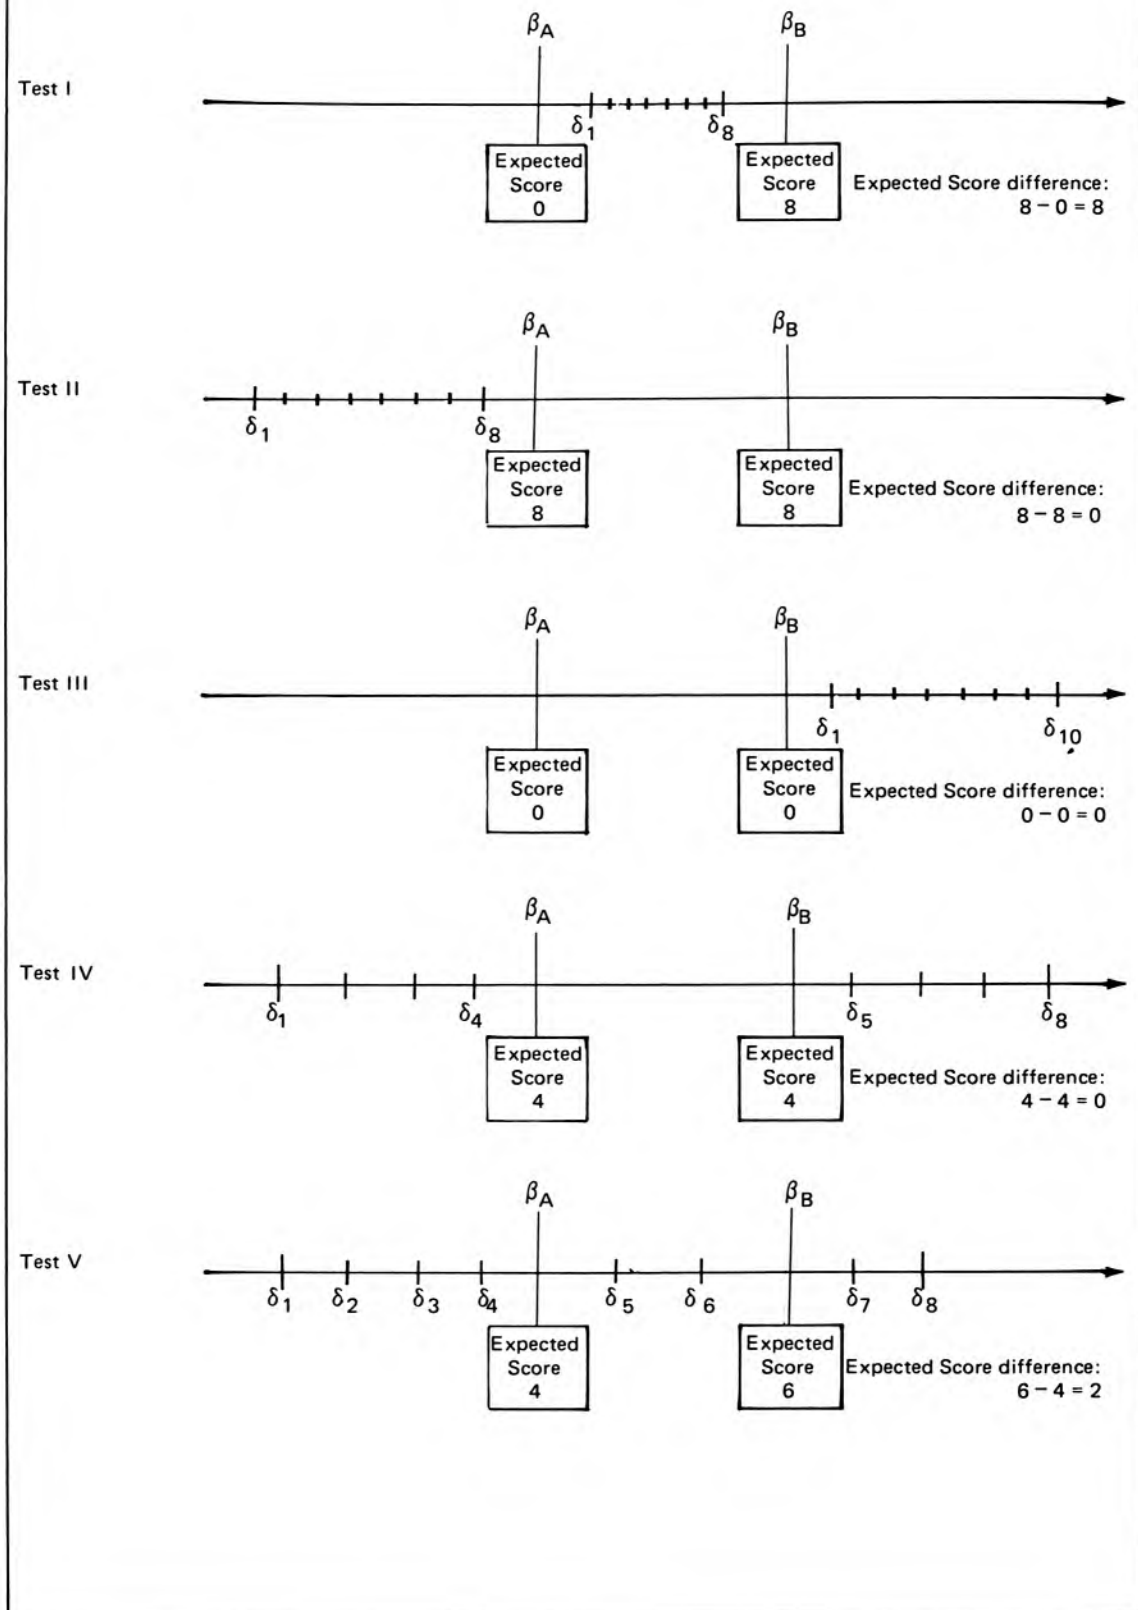 β_A β_B
Test I
δ_1 δ_8
Expected Score 0
Expected Score 8
Expected Score difference:
8 – 0 = 8
β_A β_B
Test II
δ_1 δ_8
Expected Score 8
Expected Score 8
Expected Score difference:
8 – 8 = 0
β_A β_B
Test III
δ_1 δ_10
Expected Score 0
Expected Score 0
Expected Score difference:
0 – 0 = 0
β_A β_B
Test IV
δ_1 δ_4 δ_5 δ_8
Expected Score 4
Expected Score 4
Expected Score difference:
4 – 4 = 0
β_A β_B
Test V
δ_1 δ_2 δ_3 δ_4 δ_5 δ_6 δ_7 δ_8
Expected Score 4
Expected Score 6
Expected Score difference:
6 – 4 = 2